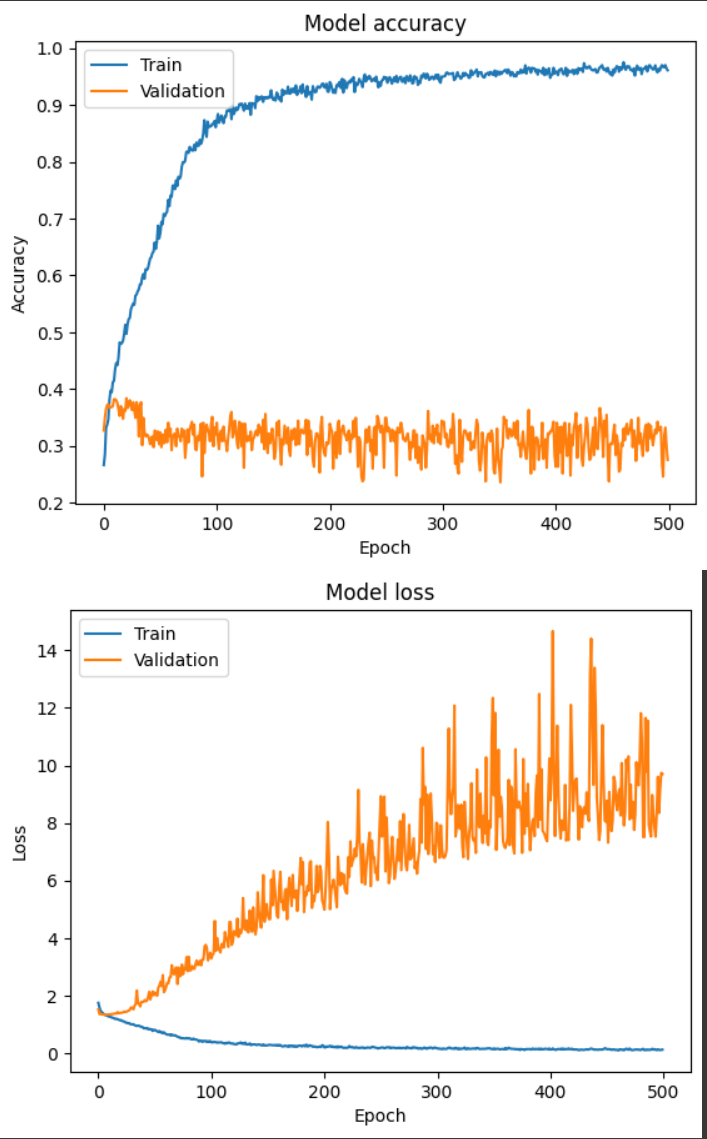 Model accuracy
1.0
0.9
0.8
0.7
0.6
0.5
0.4
0.3
0.2
Accuracy
Train
Validation
0 100 200 300 400 500
Epoch
Model loss
14
12
10
8
6
4
2
0
Loss
Train
Validation
0 100 200 300 400 500
Epoch